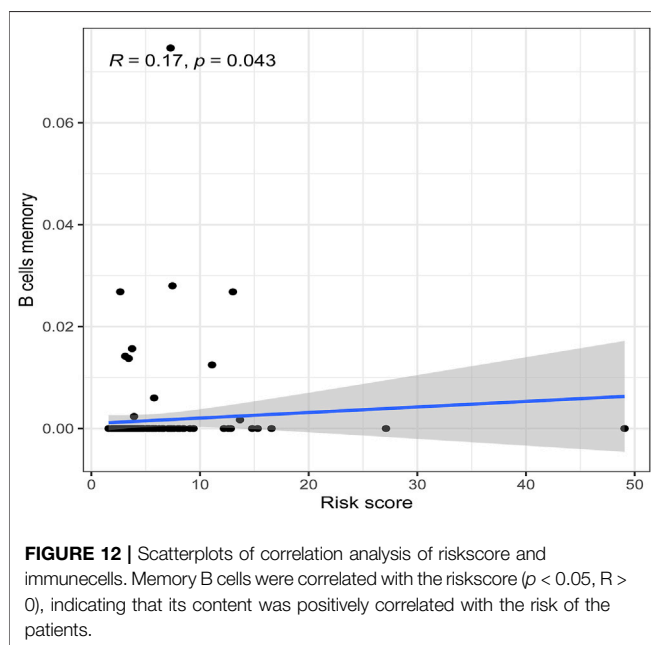 R = 0.17, p = 0.043
0.06
0.04
0.02
0.00
B cells memory
0 10 20 30 40 50
Risk score
FIGURE 12 | Scatterplots of correlation analysis of riskscore and
immunecells. Memory B cells were correlated with the riskscore (p < 0.05, R >
0), indicating that its content was positively correlated with the risk of the
patients.